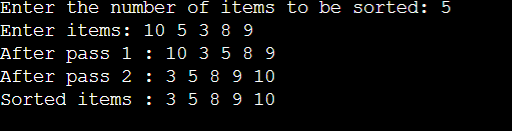 Enter the number of items to be sorted: 5
Enter items: 10 5 3 8 9
After pass 1 : 10 3 5 8 9
After pass 2 : 3 5 8 9 10
Sorted items : 3 5 8 9 10